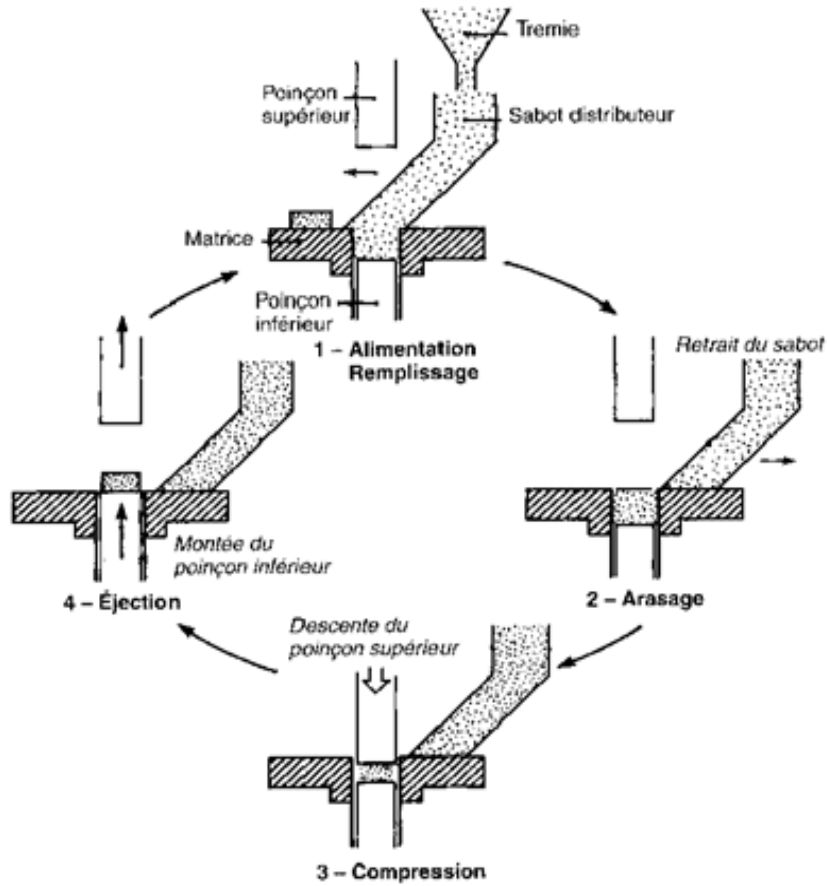 Tremie
Poinçon
supérieur
Sabot distributeur
Matrice
Poinçon
inférieur
1 – Alimentation
Remplissage
Retrait du sabot
Montée du
poinçon inférieur
4 – Éjection
2 – Arasage
Descente du
poinçon supérieur
3 – Compression